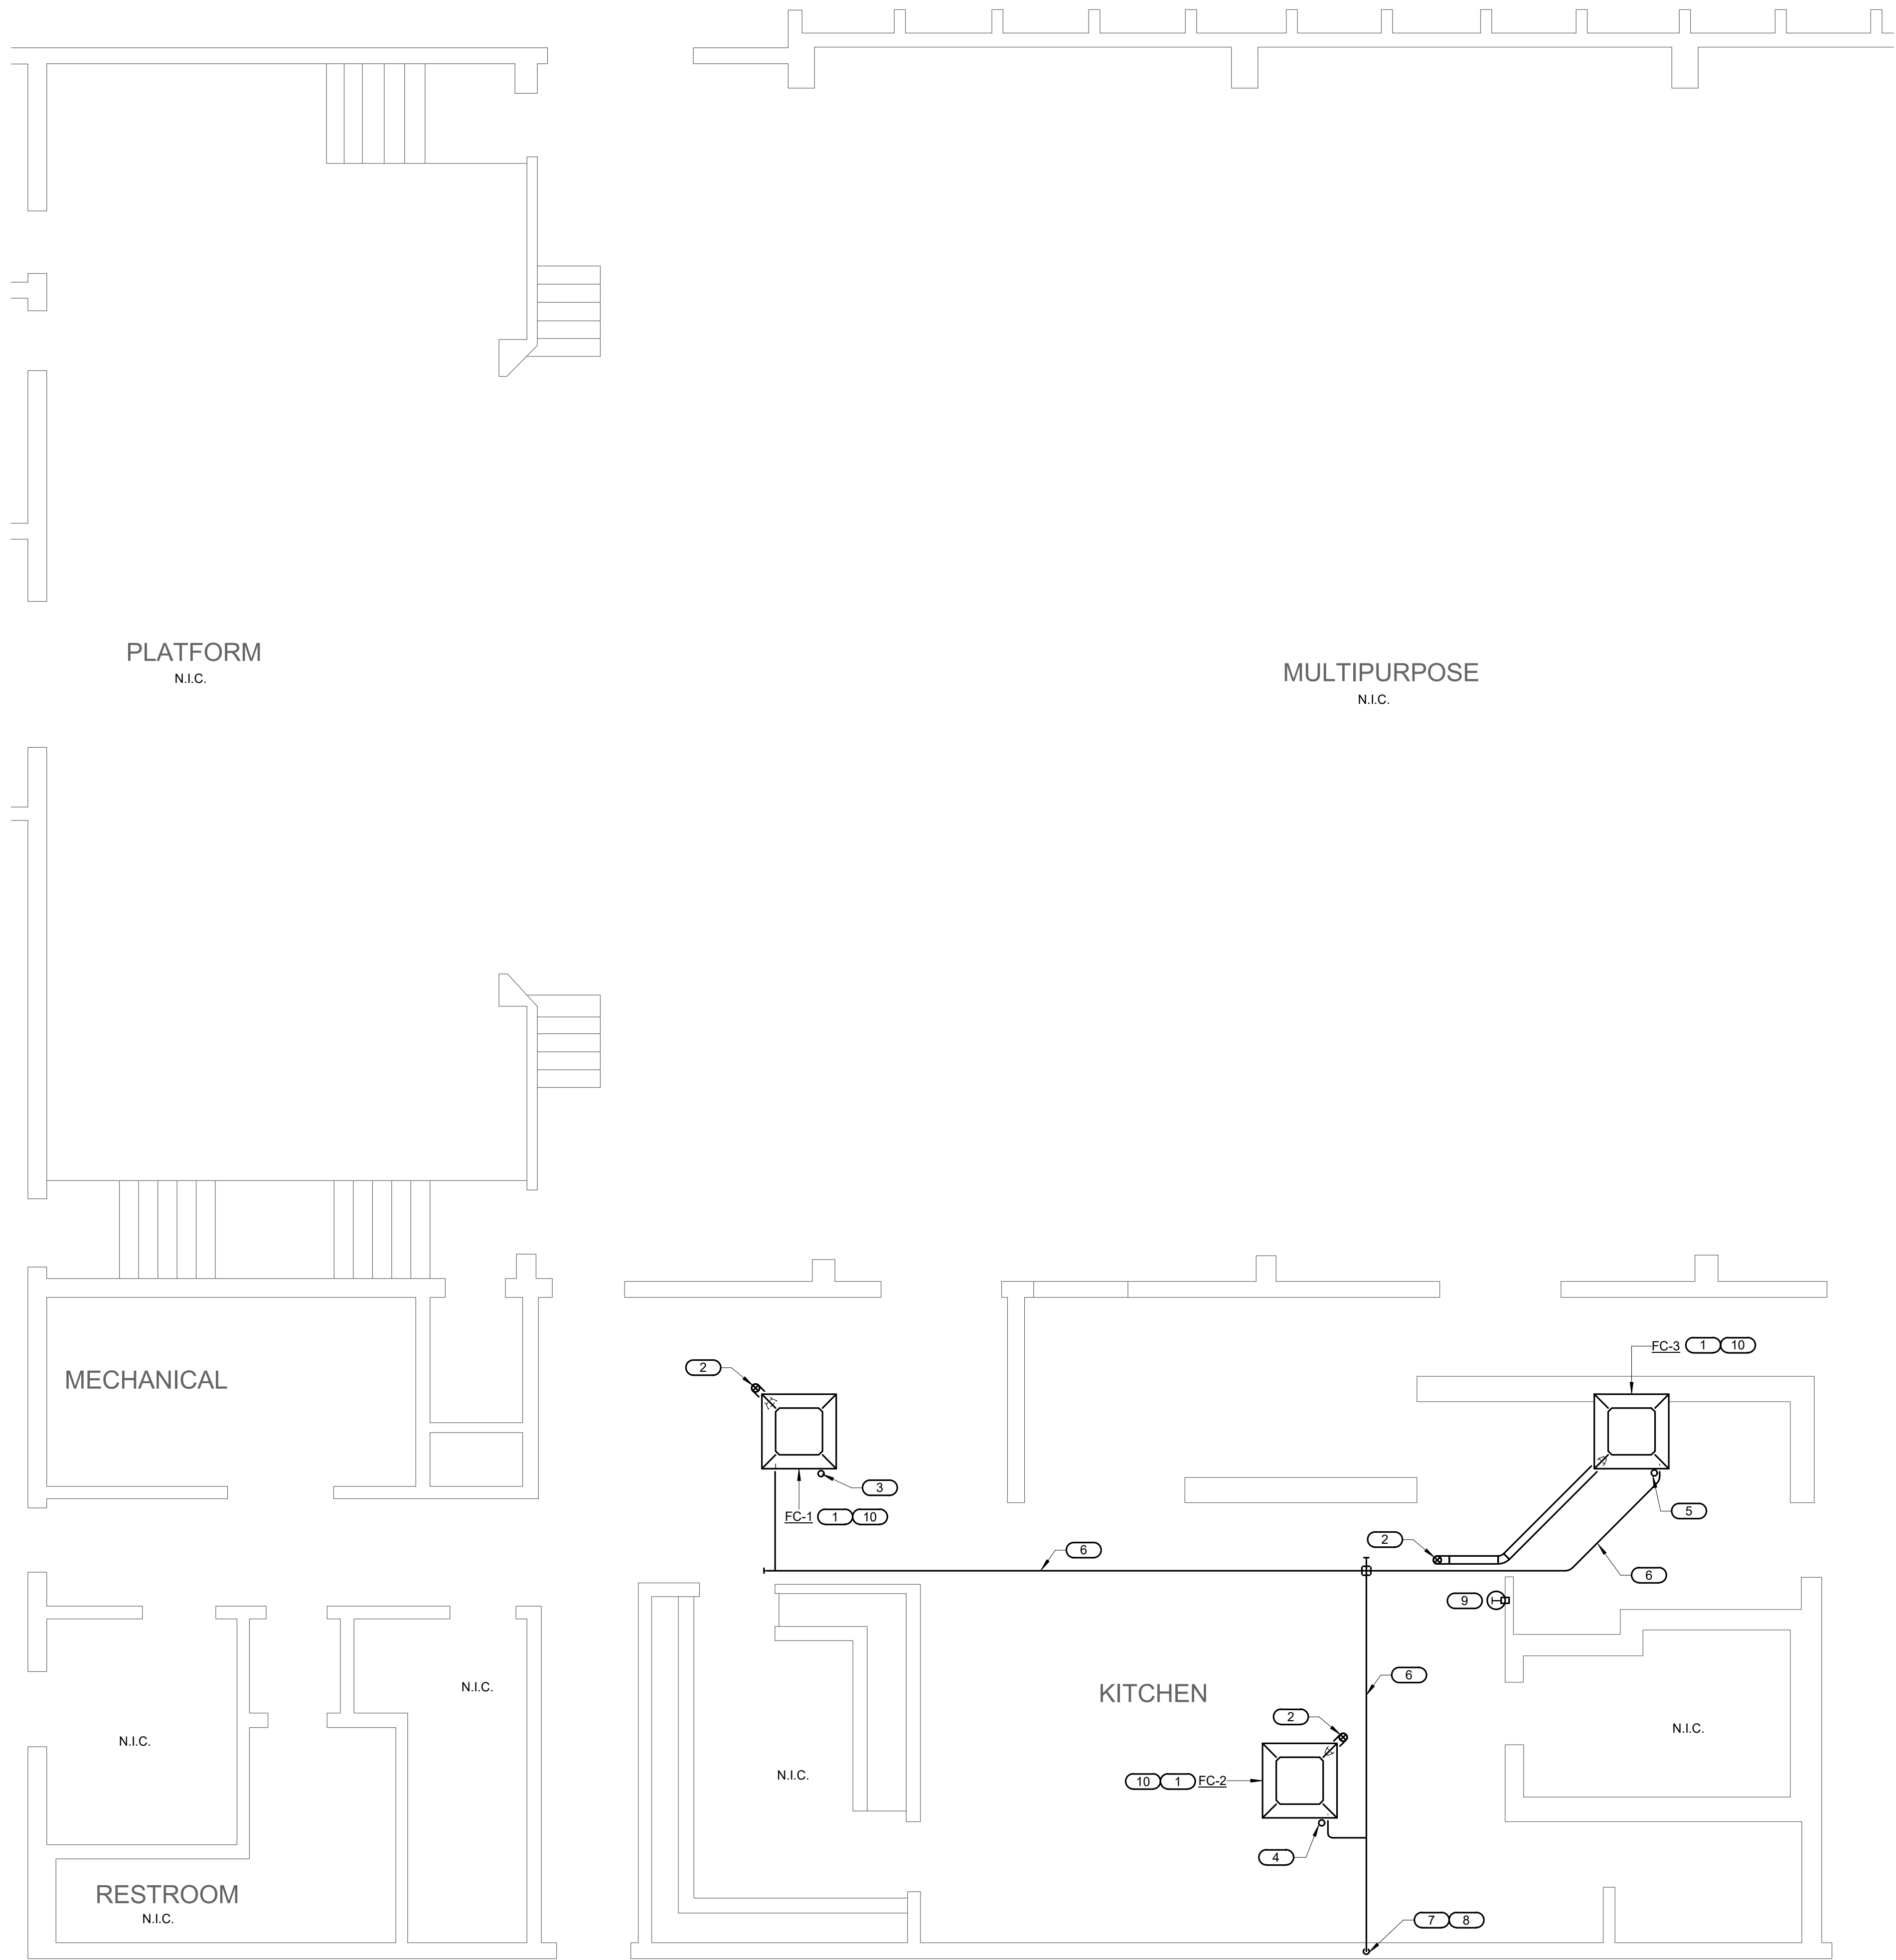 PLATFORM
N.I.C.
MULTIPURPOSE
N.I.C.
MECHANICAL
2
FC-3 1 10
3
FC-1 1 10
5
2
6
6
9
6
KITCHEN
N.I.C.
2
N.I.C.
N.I.C.
N.I.C.
10 1 FC-2
4
RESTROOM
N.I.C.
7 8